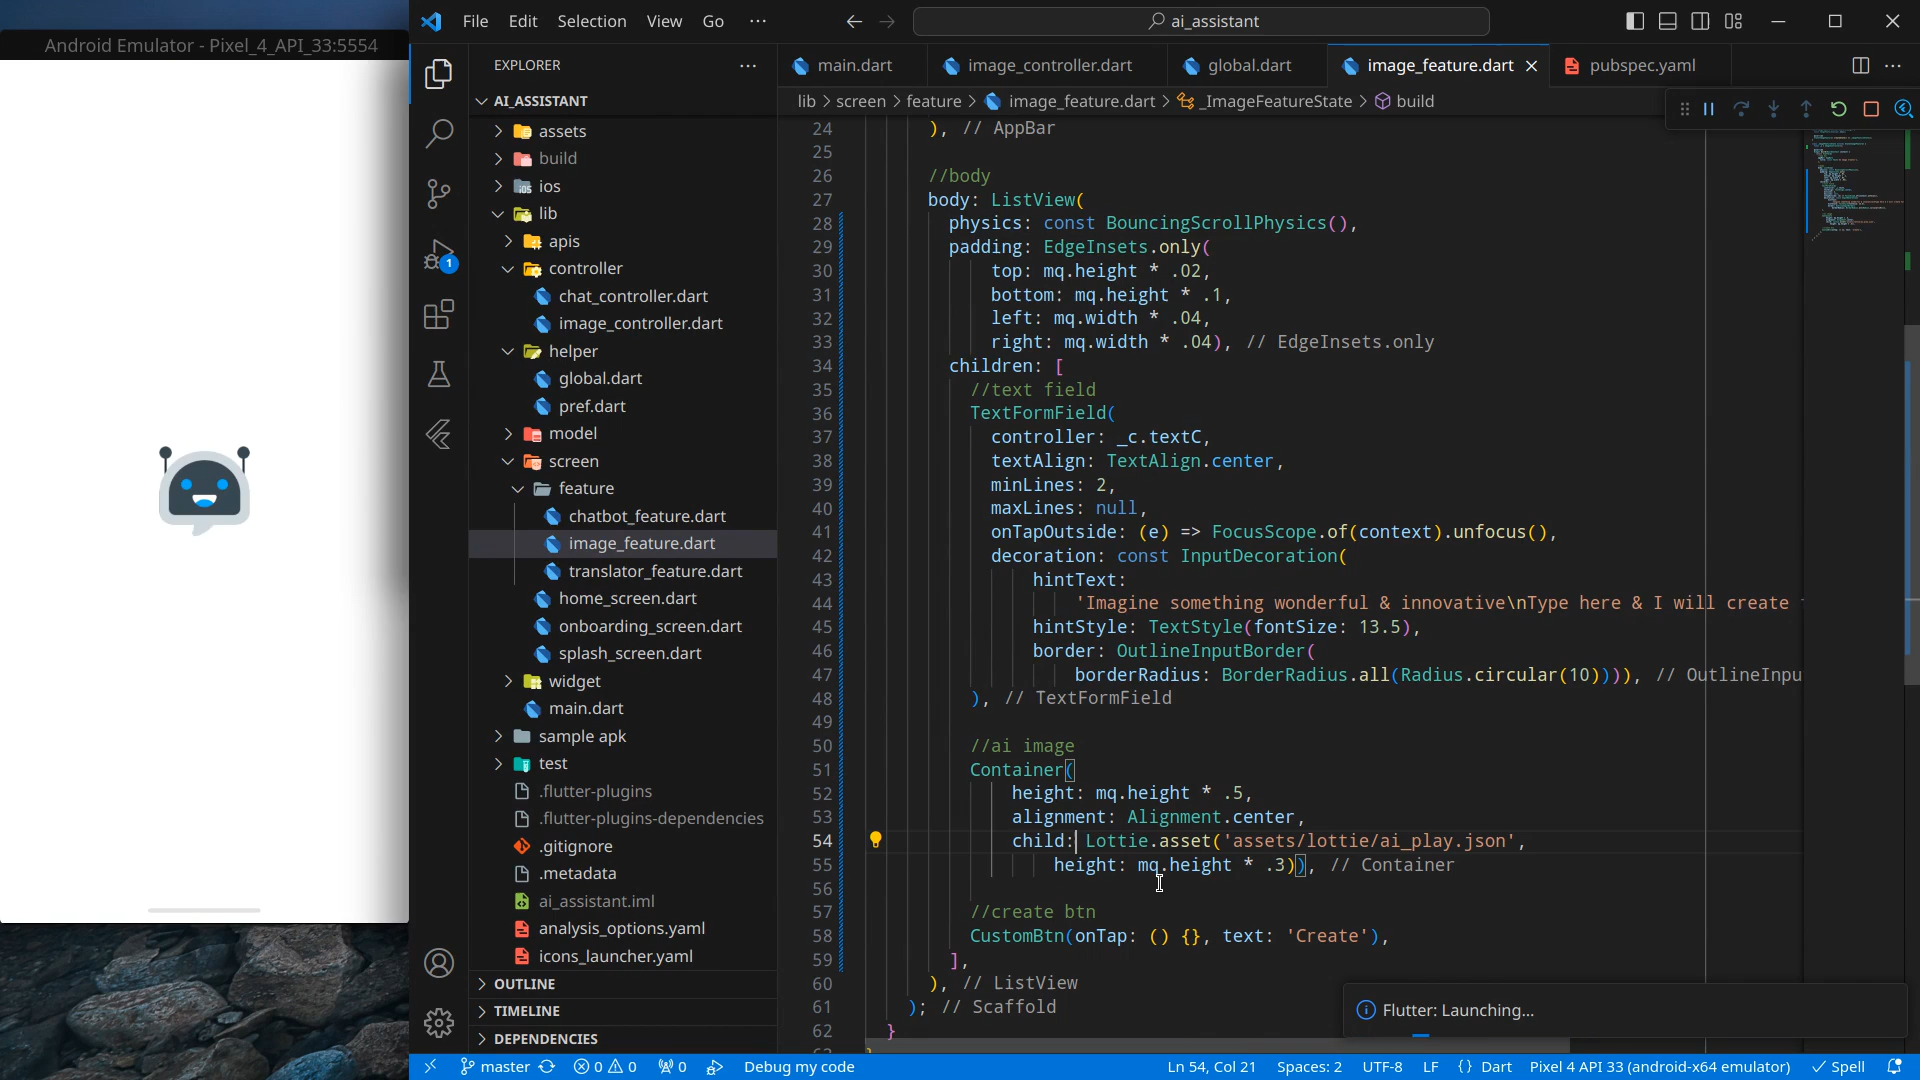 File Edit Selection View Go ···
ai_assistant
Android Emulator - Pixel_4_API_33:5554
EXPLORER
main.dart
image_controller.dart
global.dart
image_feature.dart
pubspec.yaml
lib > screen > feature > image_feature.dart > _ImageFeatureState > build
AI_ASSISTANT
assets
build
ios
lib
apis
controller
chat_controller.dart
image_controller.dart
helper
global.dart
pref.dart
model
screen
feature
chatbot_feature.dart
image_feature.dart
translator_feature.dart
home_screen.dart
onboarding_screen.dart
splash_screen.dart
widget
main.dart
sample apk
test
.flutter-plugins
.flutter-plugins-dependencies
.gitignore
.metadata
ai_assistant.iml
analysis_options.yaml
icons_launcher.yaml
OUTLINE
TIMELINE
DEPENDENCIES
1
24 ), // AppBar
25
26 //body
27 body: ListView(
28 physics: const BouncingScrollPhysics(),
29 padding: EdgeInsets.only(
30 top: mq.height * .02,
31 bottom: mq.height * .1,
32 left: mq.width * .04,
33 right: mq.width * .04), // EdgeInsets.only
34 children: [
35 //text field
36 TextFormField(
37 controller: _c.textC,
38 textAlign: TextAlign.center,
39 minLines: 2,
40 maxLines: null,
41 onTapOutside: (e) => FocusScope.of(context).unfocus(),
42 decoration: const InputDecoration(
43 hintText:
44 'Imagine something wonderful & innovative\nType here & I will create
45 hintStyle: TextStyle(fontSize: 13.5),
46 border: OutlineInputBorder(
47 borderRadius: BorderRadius.all(Radius.circular(10)))), // OutlineInpu
48 ), // TextFormField
49
50 //ai image
51 Container(
52 height: mq.height * .5,
53 alignment: Alignment.center,
54 child: Lottie.asset('assets/lottie/ai_play.json',
55 height: mq.height * .3)), // Container
56
57 //create btn
58 CustomBtn(onTap: () {}, text: 'Create'),
59 ],
60 ), // ListView
61 ); // Scaffold
62 }
Flutter: Launching...
master 0 0 0 Debug my code Ln 54, Col 21 Spaces: 2 UTF-8 LF {} Dart Pixel 4 API 33 (android-x64 emulator) Spell